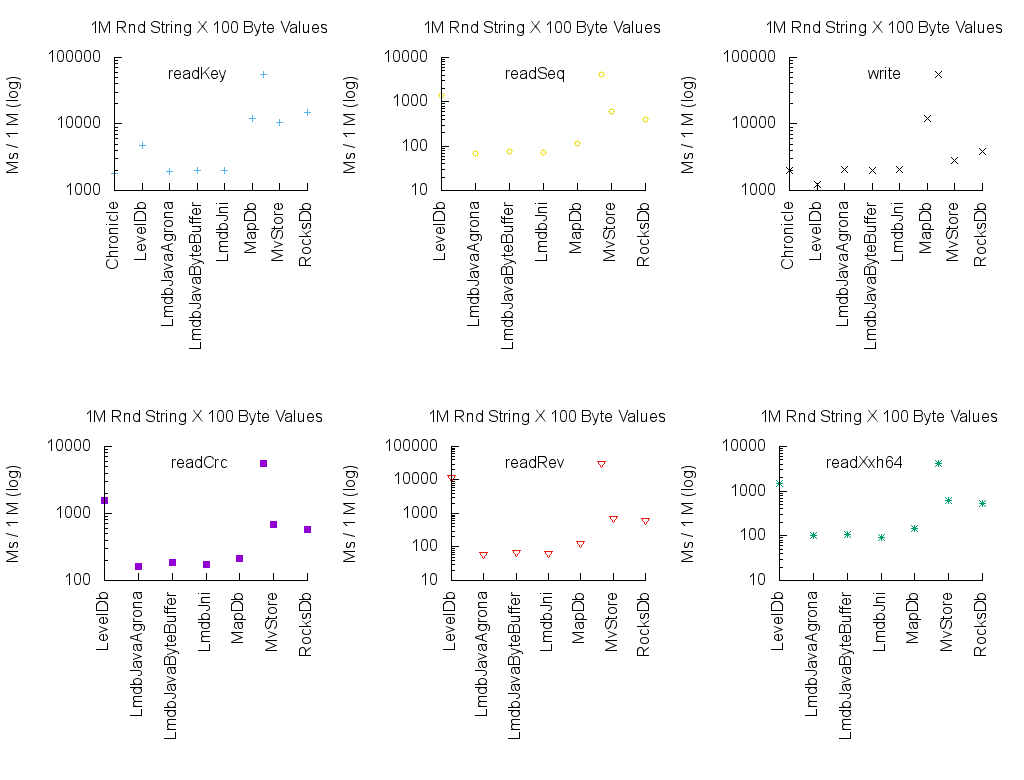 1M Rnd String X 100 Byte Values
readKey
Ms / 1 M (log)
100000
10000
1000
Chronicle
LevelDb
LmdbJavaAgrona
LmdbJavaByteBuffer
LmdbJni
MapDb
MvStore
RocksDb
1M Rnd String X 100 Byte Values
readSeq
Ms / 1 M (log)
10000
1000
100
10
LevelDb
LmdbJavaAgrona
LmdbJavaByteBuffer
LmdbJni
MapDb
MvStore
RocksDb
1M Rnd String X 100 Byte Values
write
Ms / 1 M (log)
100000
10000
1000
Chronicle
LevelDb
LmdbJavaAgrona
LmdbJavaByteBuffer
LmdbJni
MapDb
MvStore
RocksDb
1M Rnd String X 100 Byte Values
readCrc
Ms / 1 M (log)
10000
1000
100
LevelDb
LmdbJavaAgrona
LmdbJavaByteBuffer
LmdbJni
MapDb
MvStore
RocksDb
1M Rnd String X 100 Byte Values
readRev
Ms / 1 M (log)
100000
10000
1000
100
10
LevelDb
LmdbJavaAgrona
LmdbJavaByteBuffer
LmdbJni
MapDb
MvStore
RocksDb
1M Rnd String X 100 Byte Values
readXxh64
Ms / 1 M (log)
10000
1000
100
10
LevelDb
LmdbJavaAgrona
LmdbJavaByteBuffer
LmdbJni
MapDb
MvStore
RocksDb